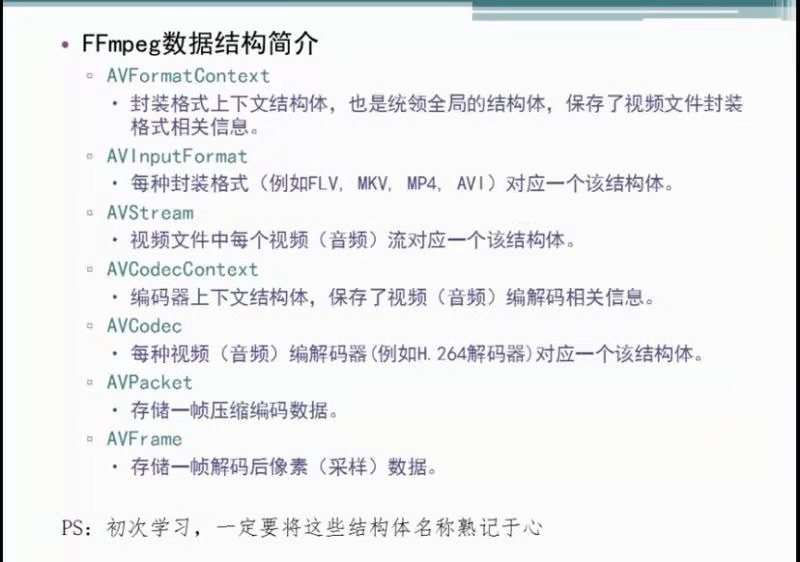 • FFmpeg数据结构简介
▫ AVFormatContext
• 封装格式上下文结构体，也是统领全局的结构体，保存了视频文件封装
格式相关信息。
▫ AVInputFormat
• 每种封装格式（例如FLV, MKV, MP4, AVI）对应一个该结构体。
▫ AVStream
• 视频文件中每个视频（音频）流对应一个该结构体。
▫ AVCodecContext
• 编码器上下文结构体，保存了视频（音频）编解码相关信息。
▫ AVCodec
• 每种视频（音频）编解码器(例如H.264解码器)对应一个该结构体。
▫ AVPacket
• 存储一帧压缩编码数据。
▫ AVFrame
• 存储一帧解码后像素（采样）数据。
PS：初次学习，一定要将这些结构体名称熟记于心